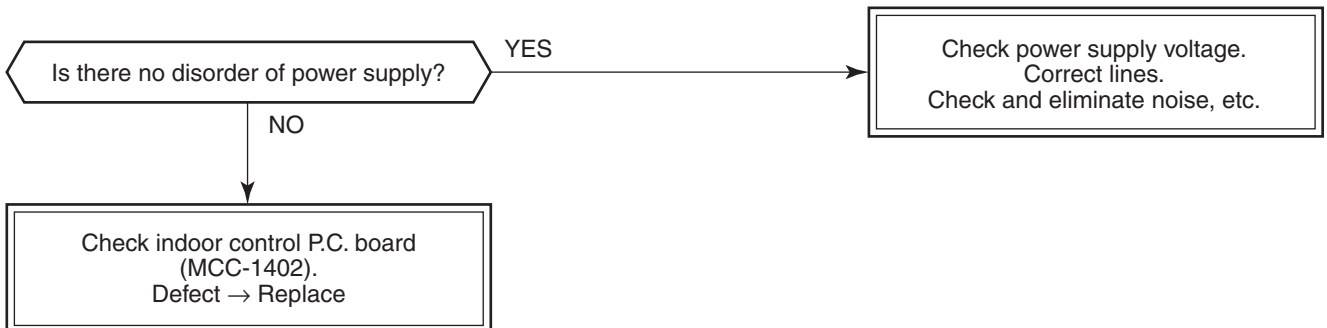 Is there no disorder of power supply?
YES
Check power supply voltage.
Correct lines.
Check and eliminate noise, etc.
NO
Check indoor control P.C. board
(MCC-1402).
Defect → Replace